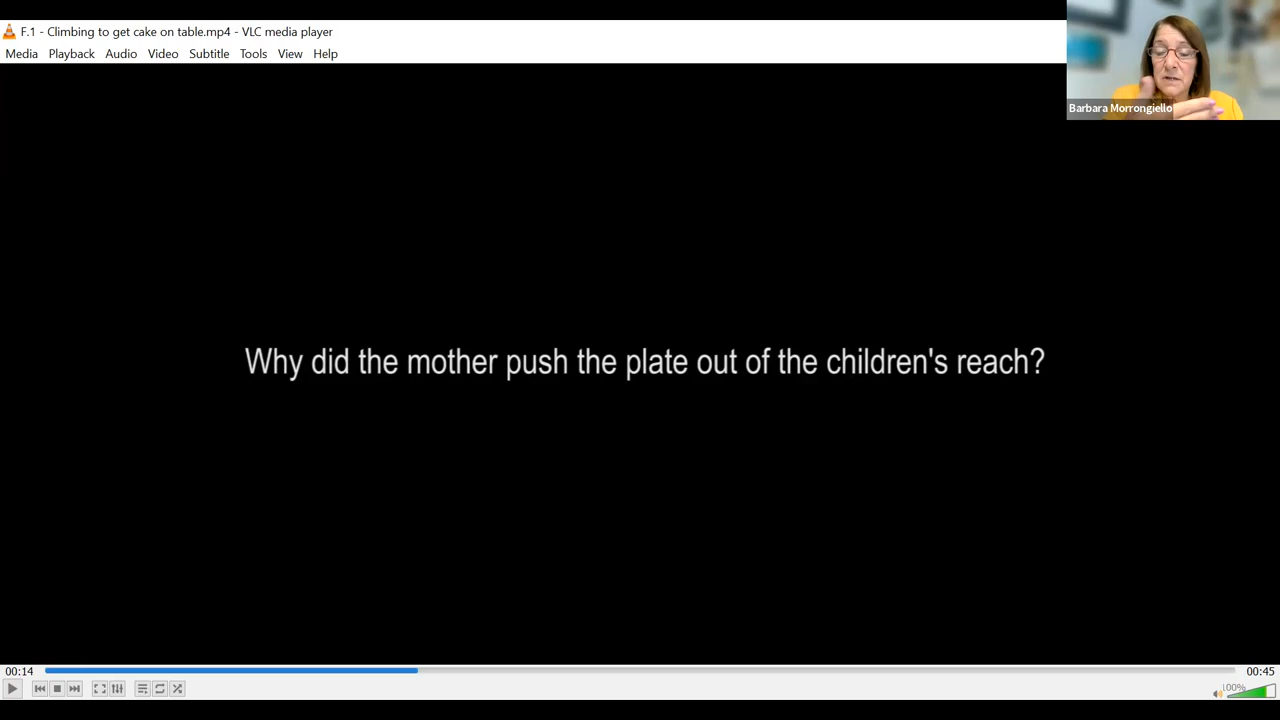 F.1 - Climbing to get cake on table.mp4 - VLC media player
Media Playback Audio Video Subtitle Tools View Help
Barbara Morrongiello
Why did the mother push the plate out of the children's reach?
00:14
00:45
100%